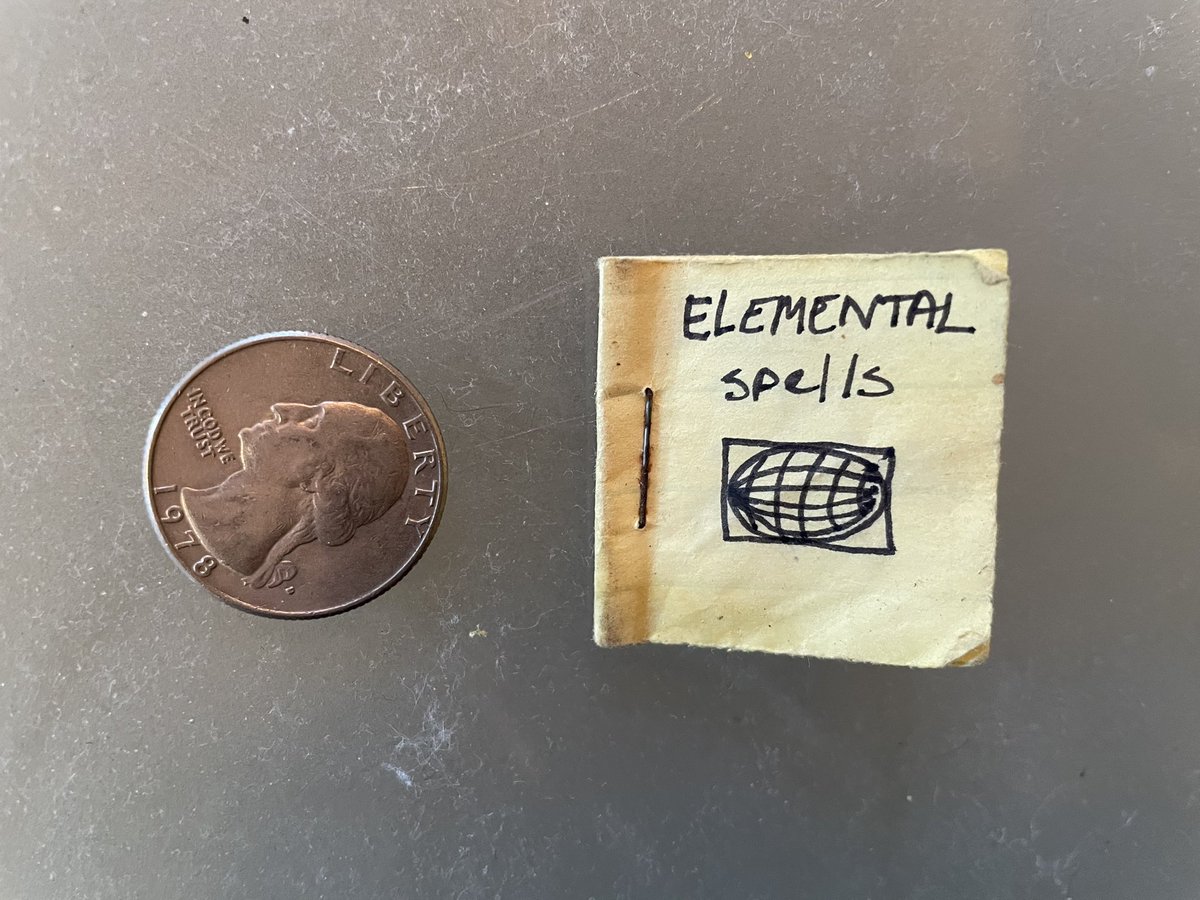 LIBERTY
IN GOD WE
TRUST
1978
D
ELEMENTAL
spells